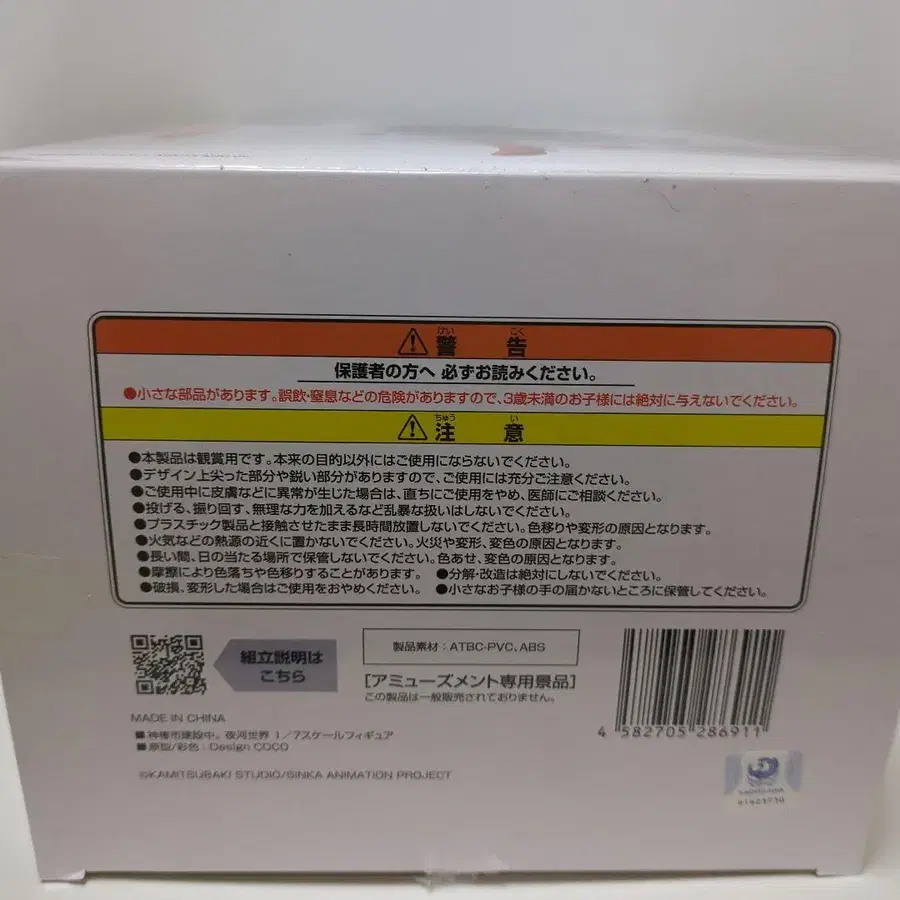 けい こく
警 告
保護者の方へ 必ずお読みください。
●小さな部品があります。誤飲・窒息などの危険がありますので、3歳未満のお子様には絶対に与えないでください。
ちゅう い
注 意
●本製品は観賞用です。本来の目的以外にはご使用にならないでください。
●デザイン上尖った部分や鋭い部分がありますので、ご使用には充分ご注意ください。
●ご使用中に皮膚などに異常が生じた場合は、直ちにご使用をやめ、医師にご相談ください。
●投げる、振り回す、無理な力を加えるなど乱暴な扱いはしないでください。
●プラスチック製品と接触させたまま長時間放置しないでください。色移りや変形の原因となります。
●火気などの熱源の近くに置かないでください。火災や変形、変色の原因となります。
●長い間、日の当たる場所で保管しないでください。色あせ、変色の原因となります。
●摩擦により色落ちや色移りすることがあります。 ●分解・改造は絶対にしないでください。
●破損、変形した場合はご使用をおやめください。 ●小さなお子様の手の届かないところに保管してください。
組立説明は
こちら
製品素材：ATBC-PVC、ABS
[アミューズメント専用景品]
この製品は一般販売されておりません。
MADE IN CHINA
■神椿市建設中。夜河世界 1/7スケールフィギュア
■原型/彩色：Design COCO
©KAMITSUBAKI STUDIO/SINKA ANIMATION PROJECT
4 582705 286911